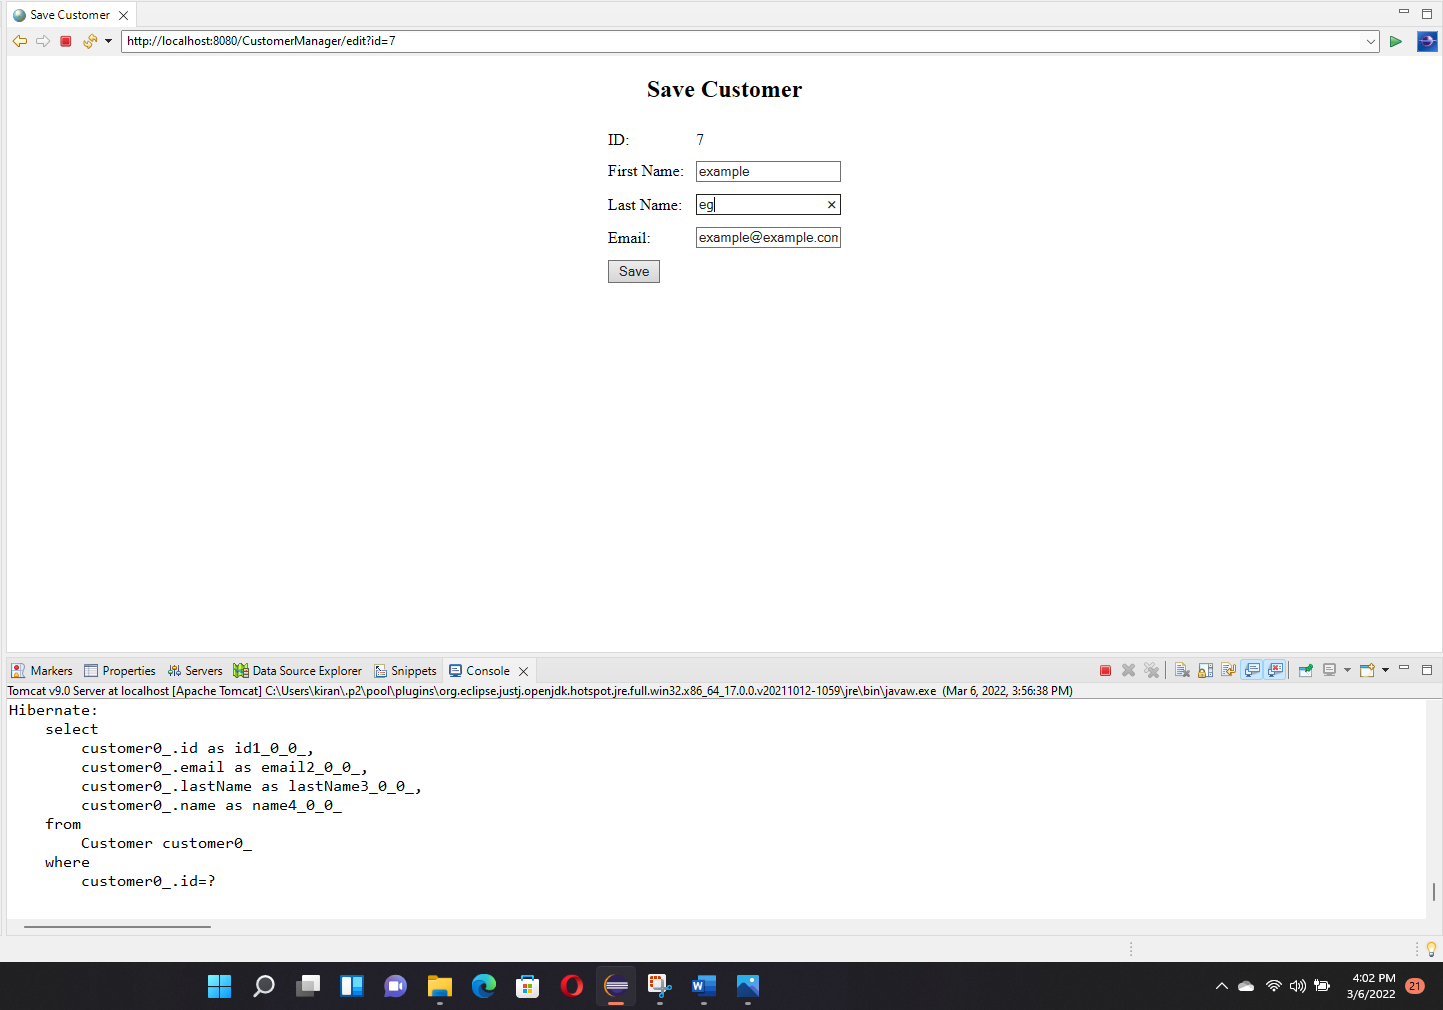 Save Customer
http://localhost:8080/CustomerManager/edit?id=7
Save Customer
ID: 7
First Name: example
Last Name: eg
Email: example@example.com
Save
Markers Properties Servers Data Source Explorer Snippets Console
Tomcat v9.0 Server at localhost [Apache Tomcat] C:\Users\kiran\.p2\pool\plugins\org.eclipse.justj.openjdk.hotspot.jre.full.win32.x86_64_17.0.0.v20211012-1059\jre\bin\javaw.exe (Mar 6, 2022, 3:56:38 PM)
Hibernate:
select
customer0_.id as id1_0_0_,
customer0_.email as email2_0_0_,
customer0_.lastName as lastName3_0_0_,
customer0_.name as name4_0_0_
from
Customer customer0_
where
customer0_.id=?
4:02 PM
3/6/2022
21